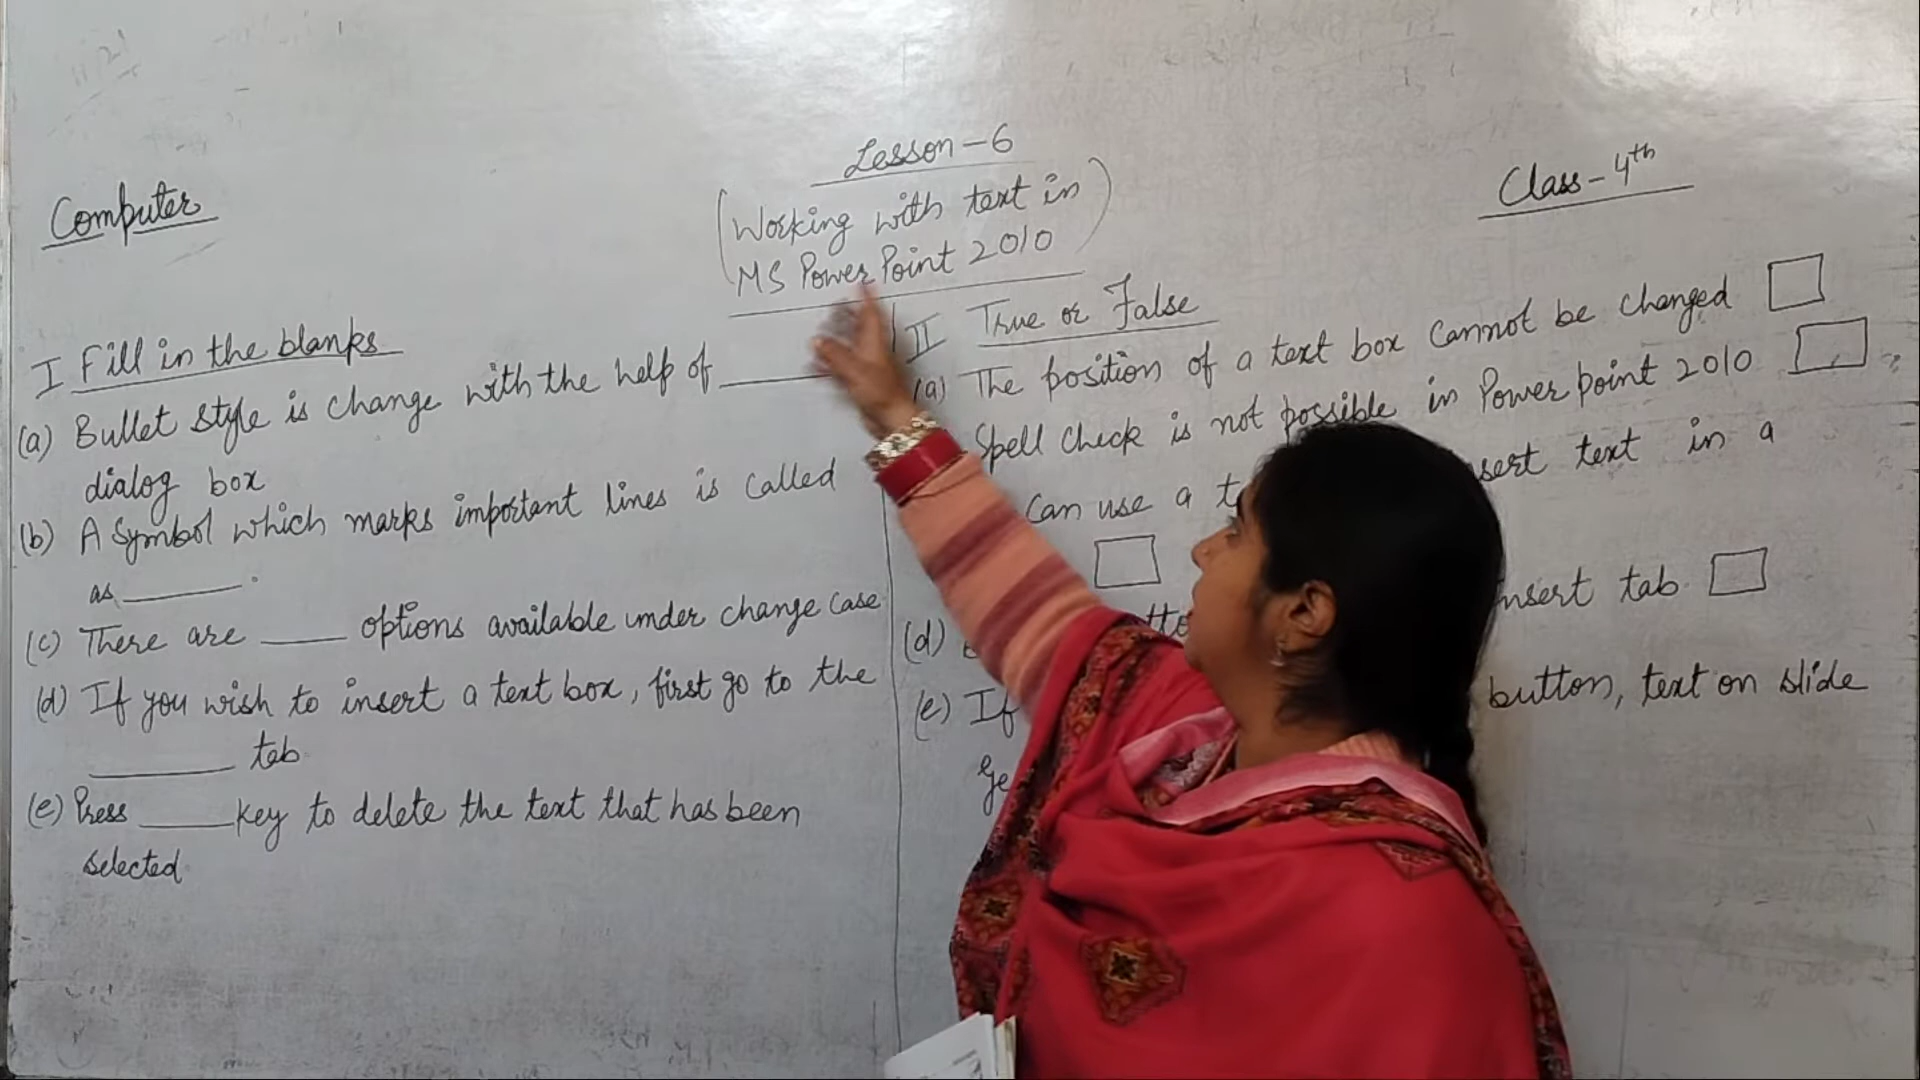 Computer
Lesson-6
(Working with text in
MS PowerPoint 2010
Class-4th
I Fill in the blanks
(a) Bullet style is change with the help of ______
dialog box
(b) A Symbol which marks important lines is called
as ______.
(c) There are ____ options available under change case
(d) If you wish to insert a text box, first go to the
______ tab.
(e) Press ____ key to delete the text that has been
selected.
II True or False
(a) The position of a text box cannot be changed
Spell check is not possible in Power point 2010
can use a text in a
(d) tab.
(e) If button, text on slide